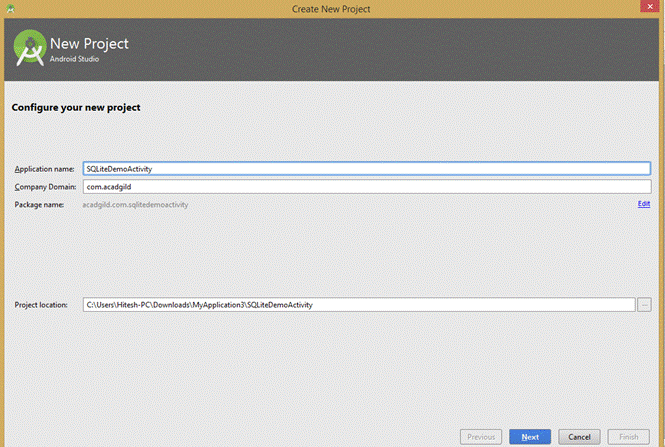 Create New Project
New Project
Android Studio
Configure your new project
Application name: SQLiteDemoActivity
Company Domain: com.acadgild
Package name: acadgild.com.sqlitedemoactivity Edit
Project location: C:\Users\Hitesh-PC\Downloads\MyApplication3\SQLiteDemoActivity ...
Previous Next Cancel Finish